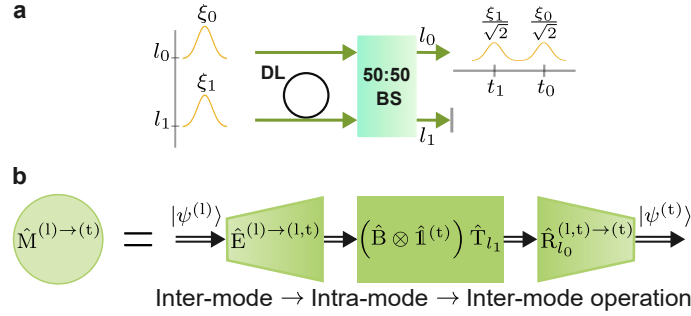 a
ξ₀
l₀
ξ₁
l₁
DL
50:50
BS
l₀
l₁
ξ₁/√2 ξ₀/√2
t₁ t₀
b
M̂⁽ˡ⁾→⁽ᵗ⁾ = |ψ⁽ˡ⁾⟩ Ê⁽ˡ⁾→⁽ˡ,ᵗ⁾ (B̂ ⊗ 𝟙̂⁽ᵗ⁾) T̂_{l₁} R̂_{l₀}⁽ˡ,ᵗ⁾→⁽ᵗ⁾ |ψ⁽ᵗ⁾⟩
Inter-mode → Intra-mode → Inter-mode operation